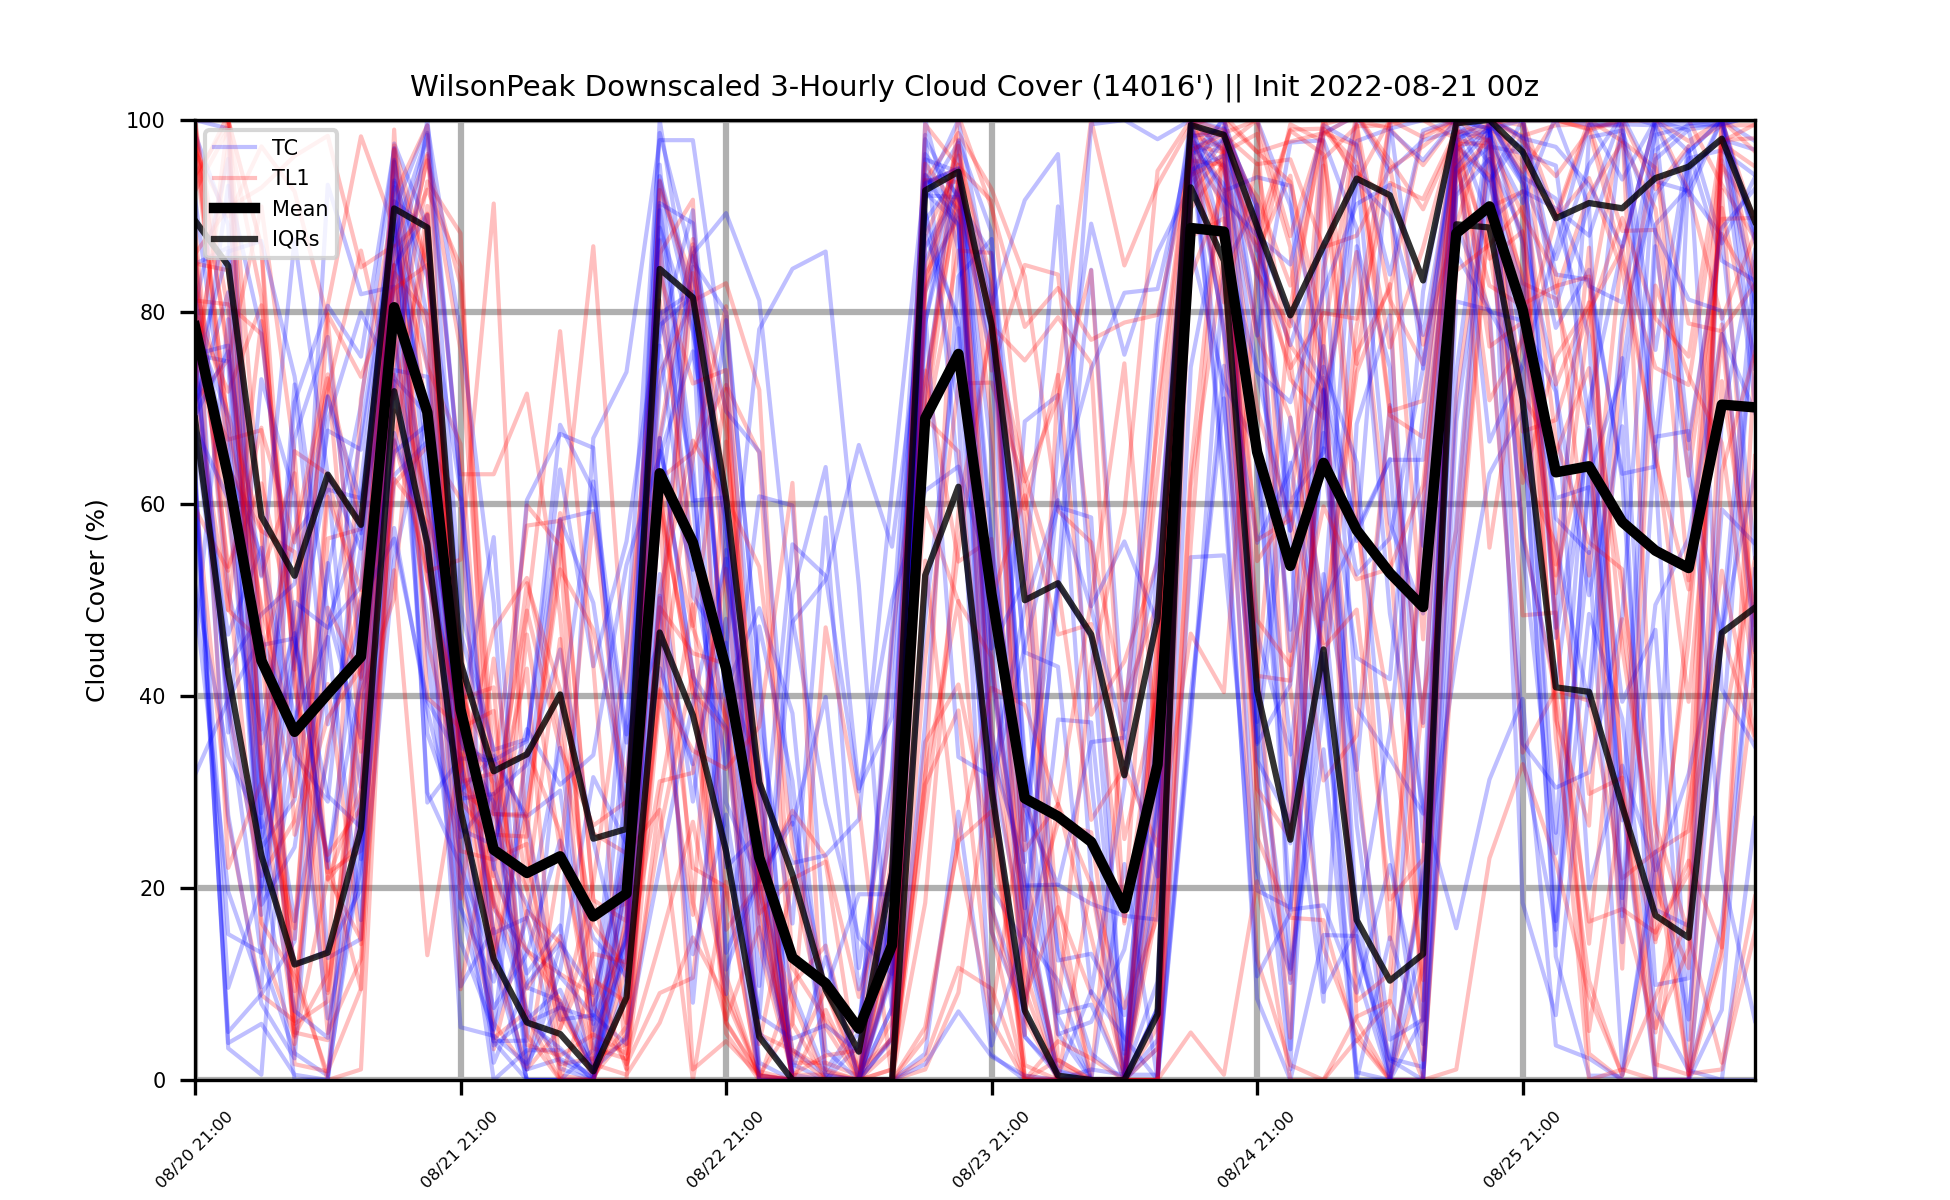 WilsonPeak Downscaled 3-Hourly Cloud Cover (14016') || Init 2022-08-21 00z
TC
TL1
Mean
IQRs
Cloud Cover (%)
100
80
60
40
20
0
08/20 21:00
08/21 21:00
08/22 21:00
08/23 21:00
08/24 21:00
08/25 21:00